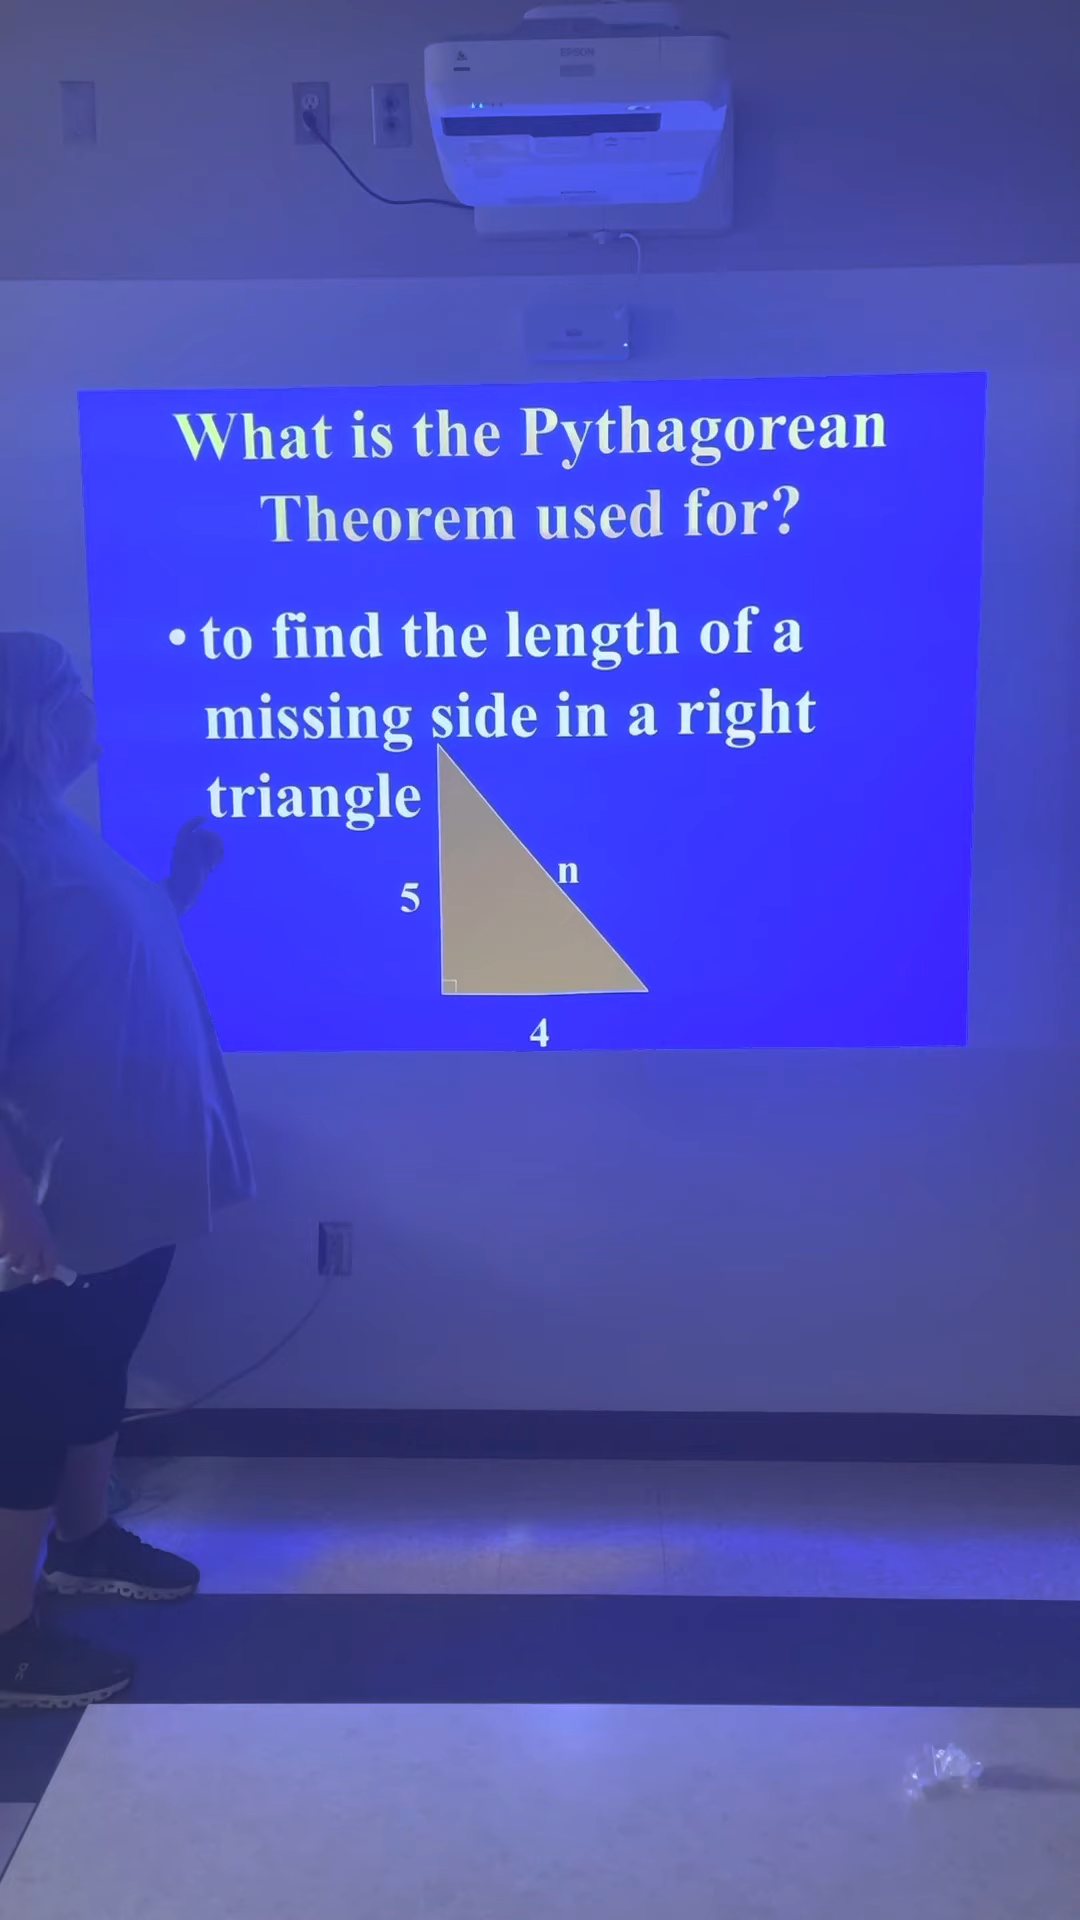 EPSON
What is the Pythagorean
Theorem used for?
• to find the length of a
missing side in a right
triangle
n
5
4